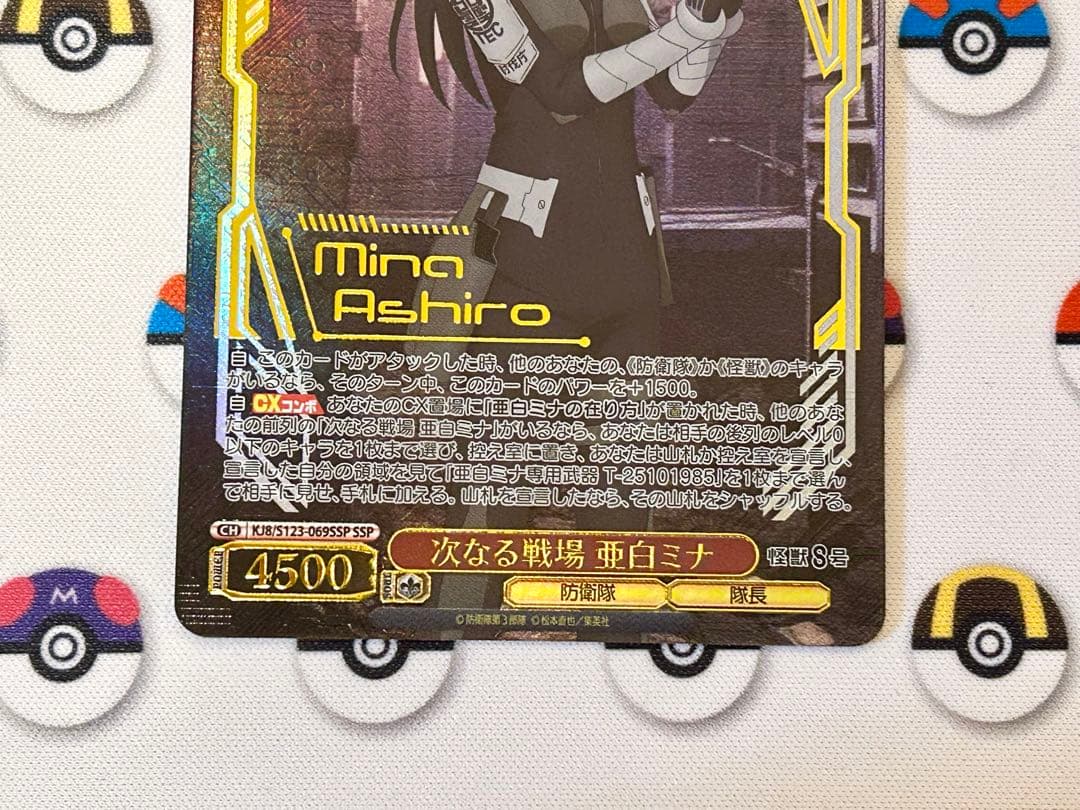 TEC
討伐庁
Mina
Ashiro
自 このカードがアタックした時、他のあなたの、《防衛隊》か《怪獣》のキャラ
がいるなら、そのターン中、このカードのパワーを＋1500。
自 CXコンボ あなたのCX置場に「亜白ミナの在り方」が置かれた時、他のあな
たの前列の「次なる戦場 亜白ミナ」がいるなら、あなたは相手の後列のレベル0
以下のキャラを1枚まで選び、控え室に置き、あなたは山札か控え室を宣言し、
宣言した自分の領域を見て「亜白ミナ専用武器 T-25101985」を1枚まで選ん
で相手に見せ、手札に加える。山札を宣言したなら、その山札をシャッフルする。
CH KJ8/S123-069SSP SSP
POWER 4500
次なる戦場 亜白ミナ
怪獣8号
防衛隊 隊長
©防衛隊第3部隊 ©松本直也／集英社
M